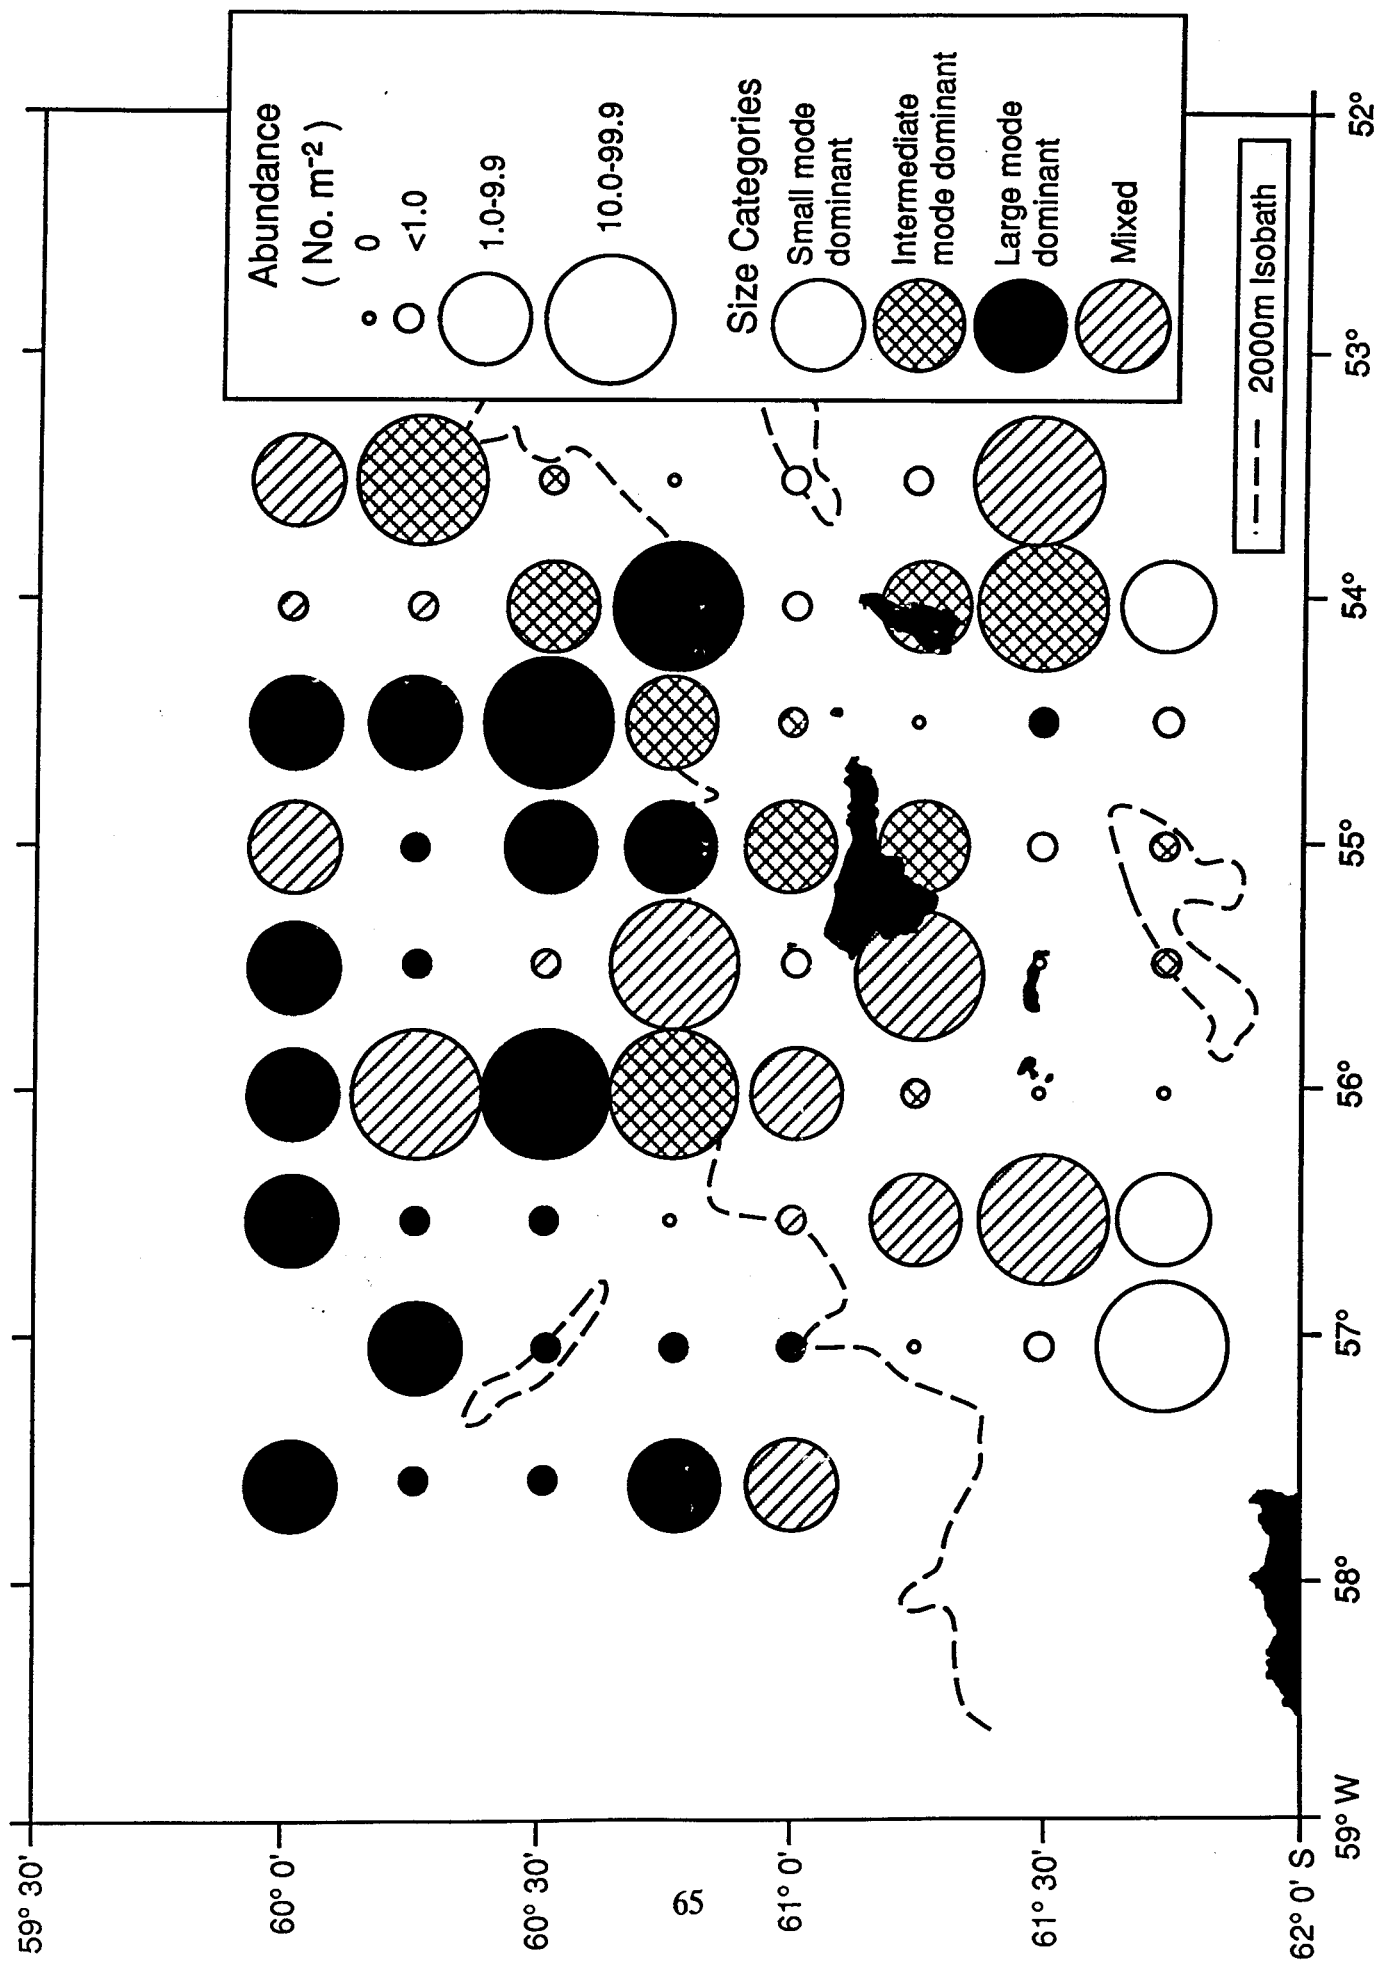 Abundance
( No. m⁻² )
0
<1.0
1.0-9.9
10.0-99.9
Size Categories
Small mode
dominant
Intermediate
mode dominant
Large mode
dominant
Mixed
2000m Isobath
59° 30'
60° 0'
60° 30'
61° 0'
61° 30'
62° 0' S
59° W
58°
57°
56°
55°
54°
53°
52°
65